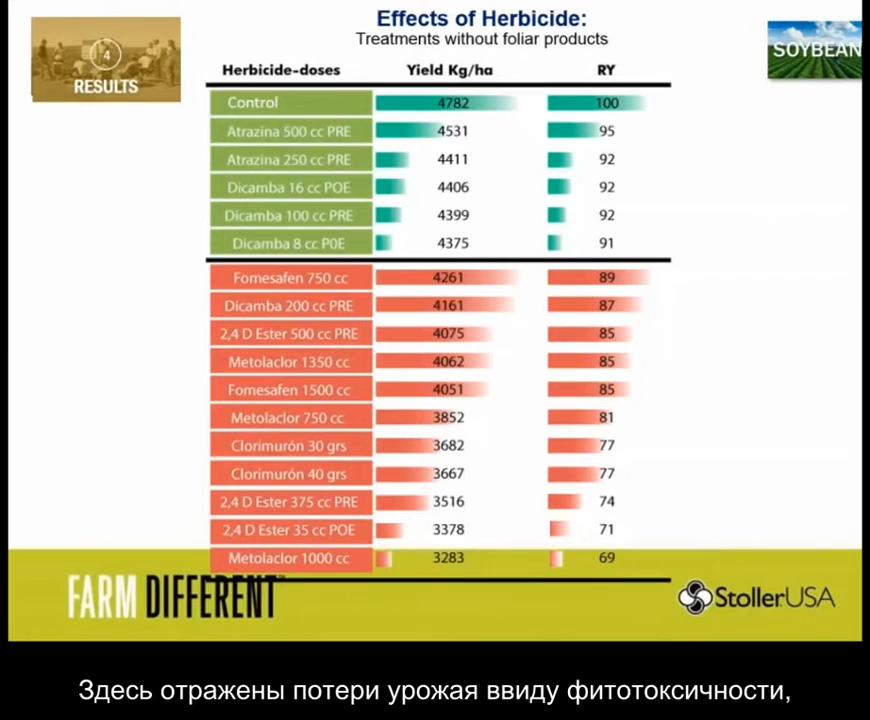 Effects of Herbicide:
Treatments without foliar products
4
RESULTS
SOYBEAN
Herbicide-doses Yield Kg/ha RY
Control 4782 100
Atrazina 500 cc PRE 4531 95
Atrazina 250 cc PRE 4411 92
Dicamba 16 cc POE 4406 92
Dicamba 100 cc PRE 4399 92
Dicamba 8 cc P0E 4375 91
Fomesafen 750 cc 4261 89
Dicamba 200 cc PRE 4161 87
2,4 D Ester 500 cc PRE 4075 85
Metolaclor 1350 cc 4062 85
Fomesafen 1500 cc 4051 85
Metolaclor 750 cc 3852 81
Clorimurón 30 grs 3682 77
Clorimurón 40 grs 3667 77
2,4 D Ester 375 cc PRE 3516 74
2,4 D Ester 35 cc POE 3378 71
Metolaclor 1000 cc 3283 69
FARM DIFFERENT™
Stoller USA
Здесь отражены потери урожая ввиду фитотоксичности,